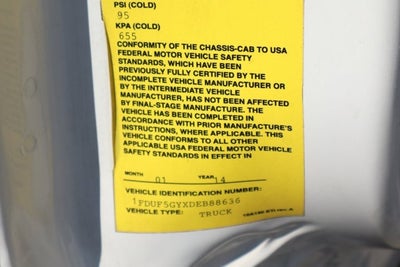 PSI (COLD)
95
KPA (COLD)
655
CONFORMITY OF THE CHASSIS-CAB TO USA
FEDERAL MOTOR VEHICLE SAFETY
STANDARDS, WHICH HAVE BEEN
PREVIOUSLY FULLY CERTIFIED BY THE
INCOMPLETE VEHICLE MANUFACTURER OR
BY THE INTERMEDIATE VEHICLE
MANUFACTURER, HAS NOT BEEN AFFECTED
BY FINAL-STAGE MANUFACTURE. THE
VEHICLE HAS BEEN COMPLETED IN
ACCORDANCE WITH PRIOR MANUFACTURE'S
INSTRUCTIONS, WHERE APPLICABLE. THIS
VEHICLE CONFORMS TO ALL OTHER
APPLICABLE USA FEDERAL MOTOR VEHICLE
SAFETY STANDARDS IN EFFECT IN
MONTH 01 YEAR 14
VEHICLE IDENTIFICATION NUMBER:
1FDUF5GYXDEB88636
VEHICLE TYPE: TRUCK